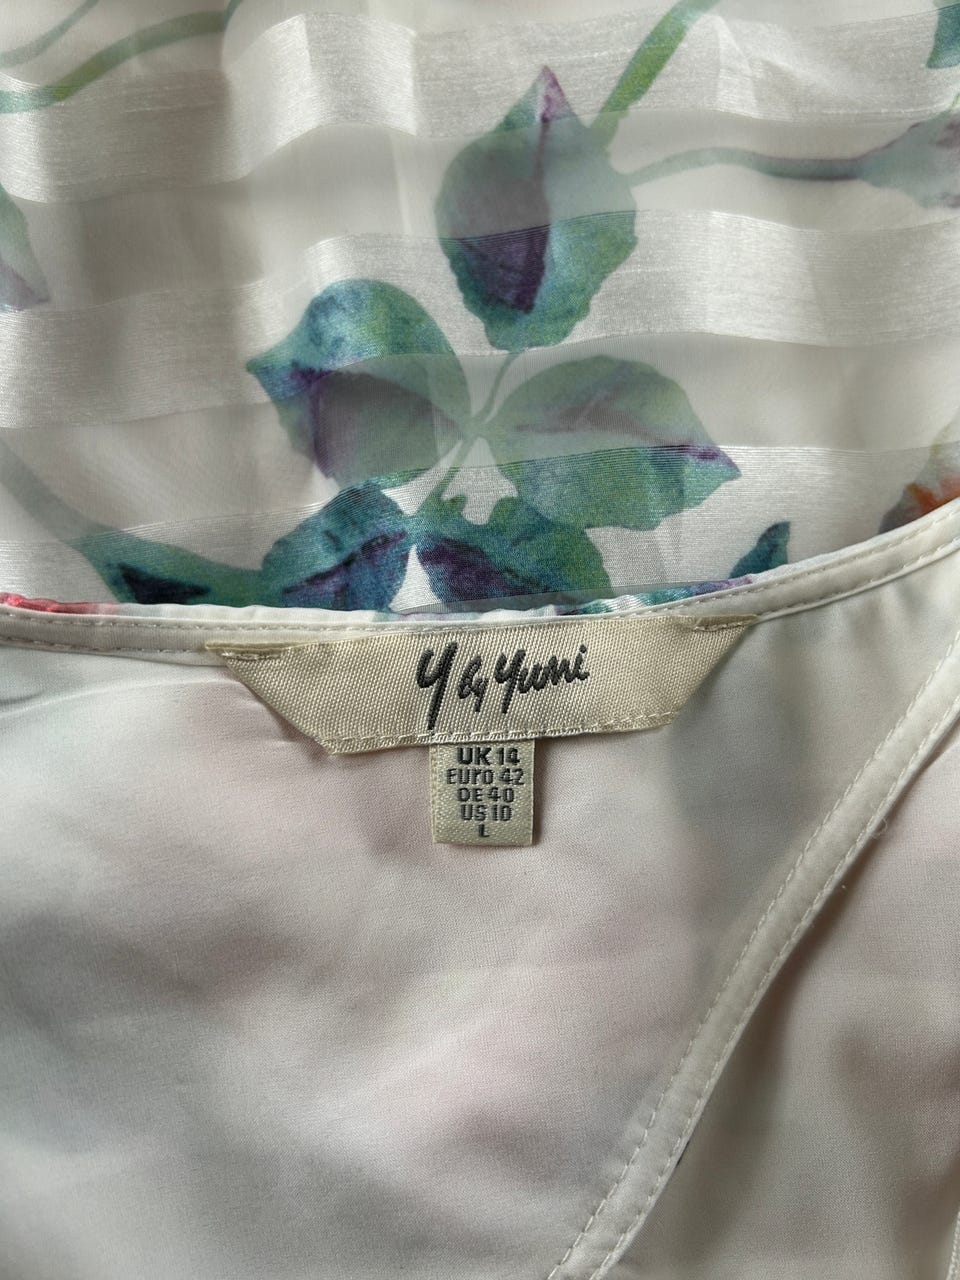 Y by Yumi
UK 14
Euro 42
DE 40
US 10
L